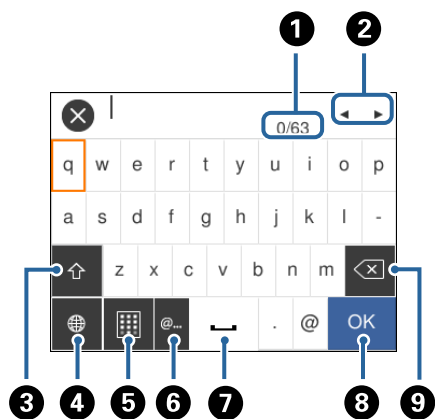 1 2
0/63
q w e r t y u i o p
a s d f g h j k l -
z x c v b n m
@... . @ OK
3 4 5 6 7 8 9